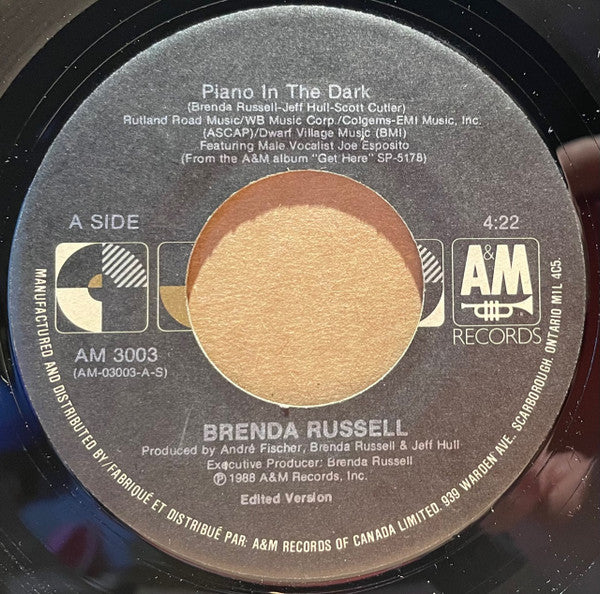 Piano In The Dark
(Brenda Russell-Jeff Hull-Scott Cutler)
Rutland Road Music/WB Music Corp./Colgems-EMI Music, Inc.
(ASCAP)/Dwarf Village Music (BMI)
Featuring Male Vocalist Joe Esposito
(From the A&M album "Get Here" SP-5178)
A SIDE
4:22
A&M
RECORDS
AM 3003
(AM-03003-A-S)
BRENDA RUSSELL
Produced by André Fischer, Brenda Russell & Jeff Hull
Executive Producer: Brenda Russell
℗ 1988 A&M Records, Inc.
Edited Version
MANUFACTURED AND DISTRIBUTED BY/FABRIQUÉ ET DISTRIBUÉ PAR: A&M RECORDS OF CANADA LIMITED. 939 WARDEN AVE. SCARBOROUGH, ONTARIO M1L 4C5.